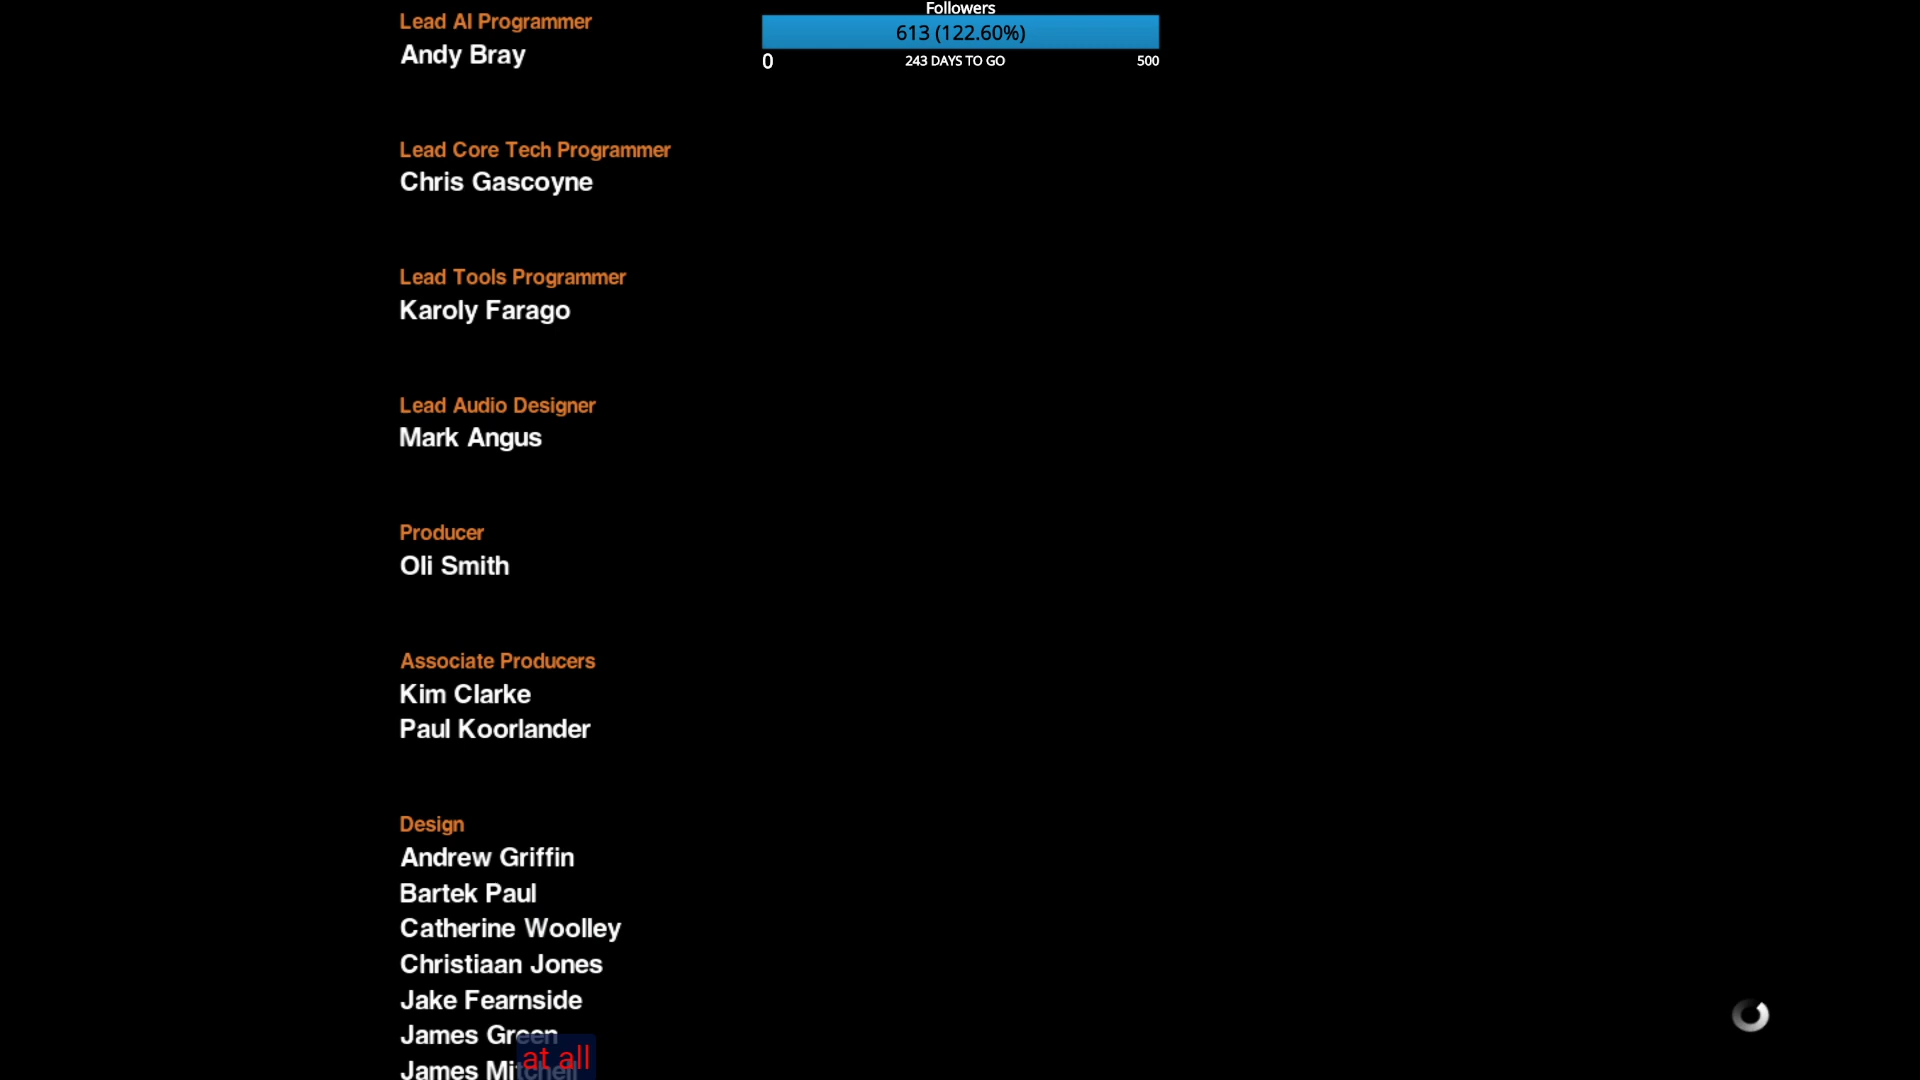 Lead AI Programmer
Andy Bray
Followers
613 (122.60%)
0
243 DAYS TO GO
500
Lead Core Tech Programmer
Chris Gascoyne
Lead Tools Programmer
Karoly Farago
Lead Audio Designer
Mark Angus
Producer
Oli Smith
Associate Producers
Kim Clarke
Paul Koorlander
Design
Andrew Griffin
Bartek Paul
Catherine Woolley
Christiaan Jones
Jake Fearnside
James Green
James Mitchell
at all